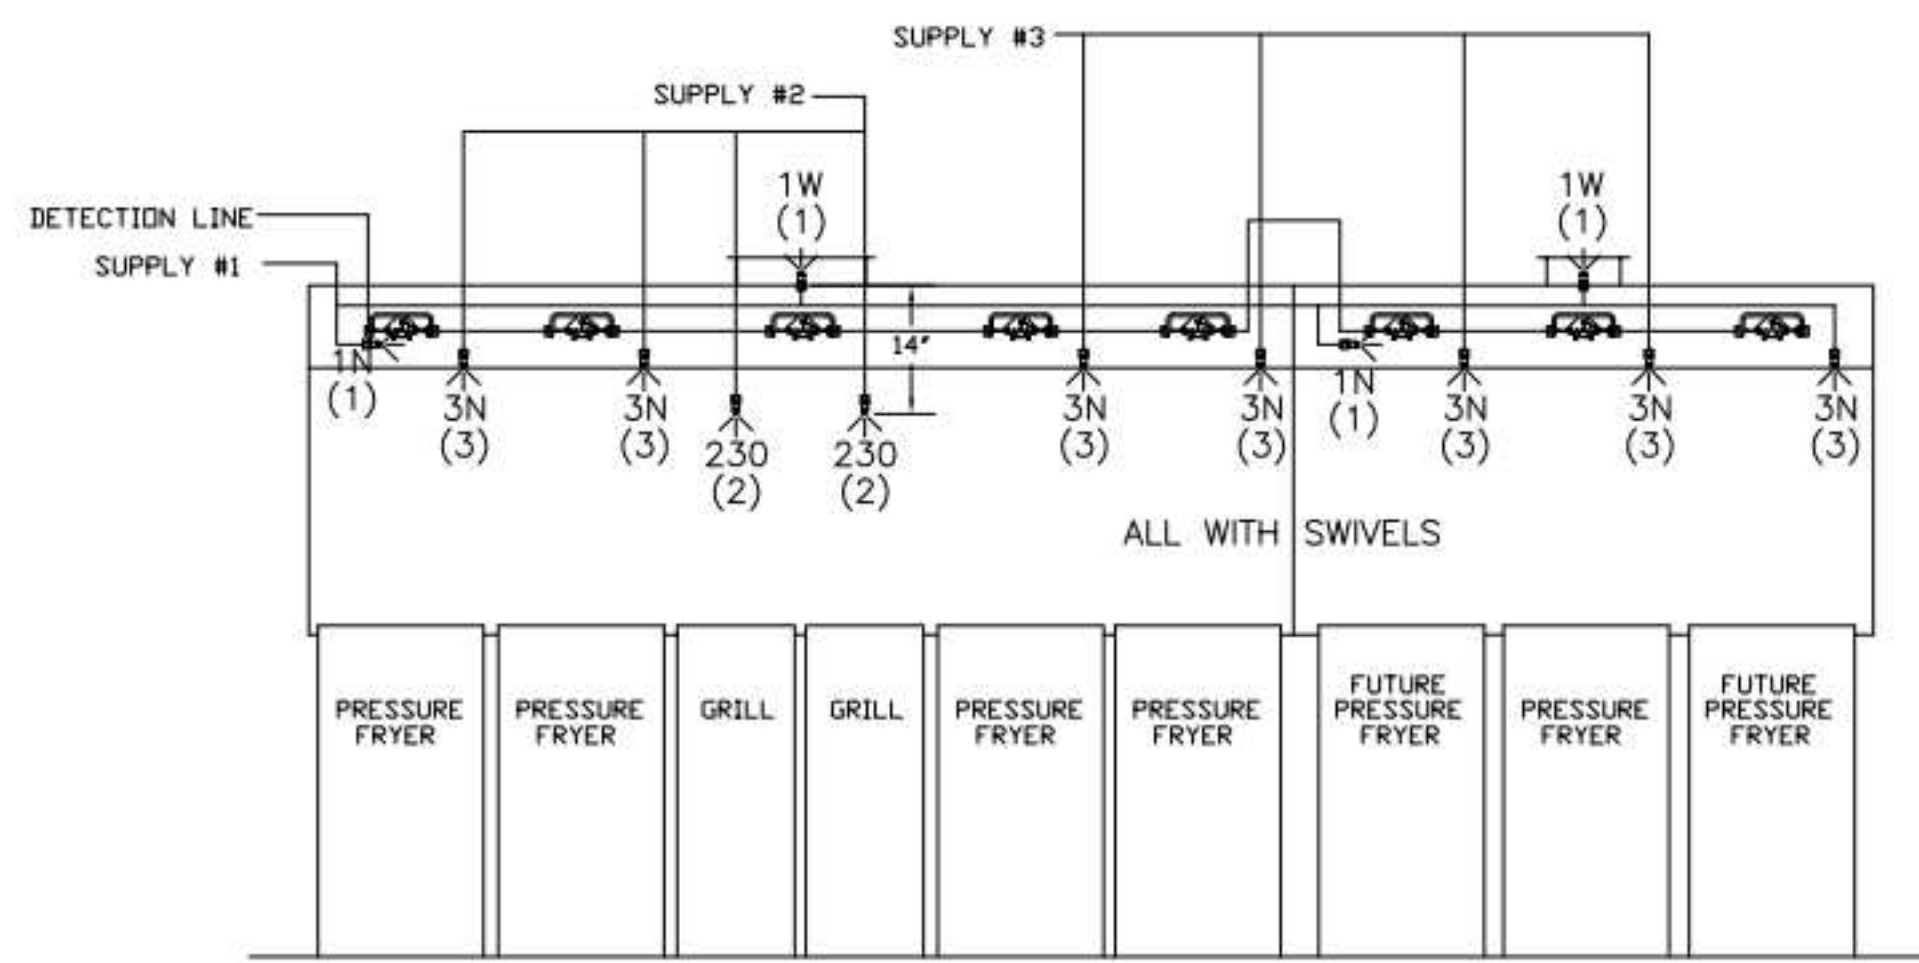 SUPPLY #3
SUPPLY #2
1W
(1)
1W
(1)
DETECTION LINE
SUPPLY #1
14"
1N
(1)
3N
(3)
3N
(3)
230
(2)
230
(2)
3N
(3)
3N
(3)
1N
(1)
3N
(3)
3N
(3)
3N
(3)
ALL WITH SWIVELS
PRESSURE
FRYER
PRESSURE
FRYER
GRILL
GRILL
PRESSURE
FRYER
PRESSURE
FRYER
FUTURE
PRESSURE
FRYER
PRESSURE
FRYER
FUTURE
PRESSURE
FRYER